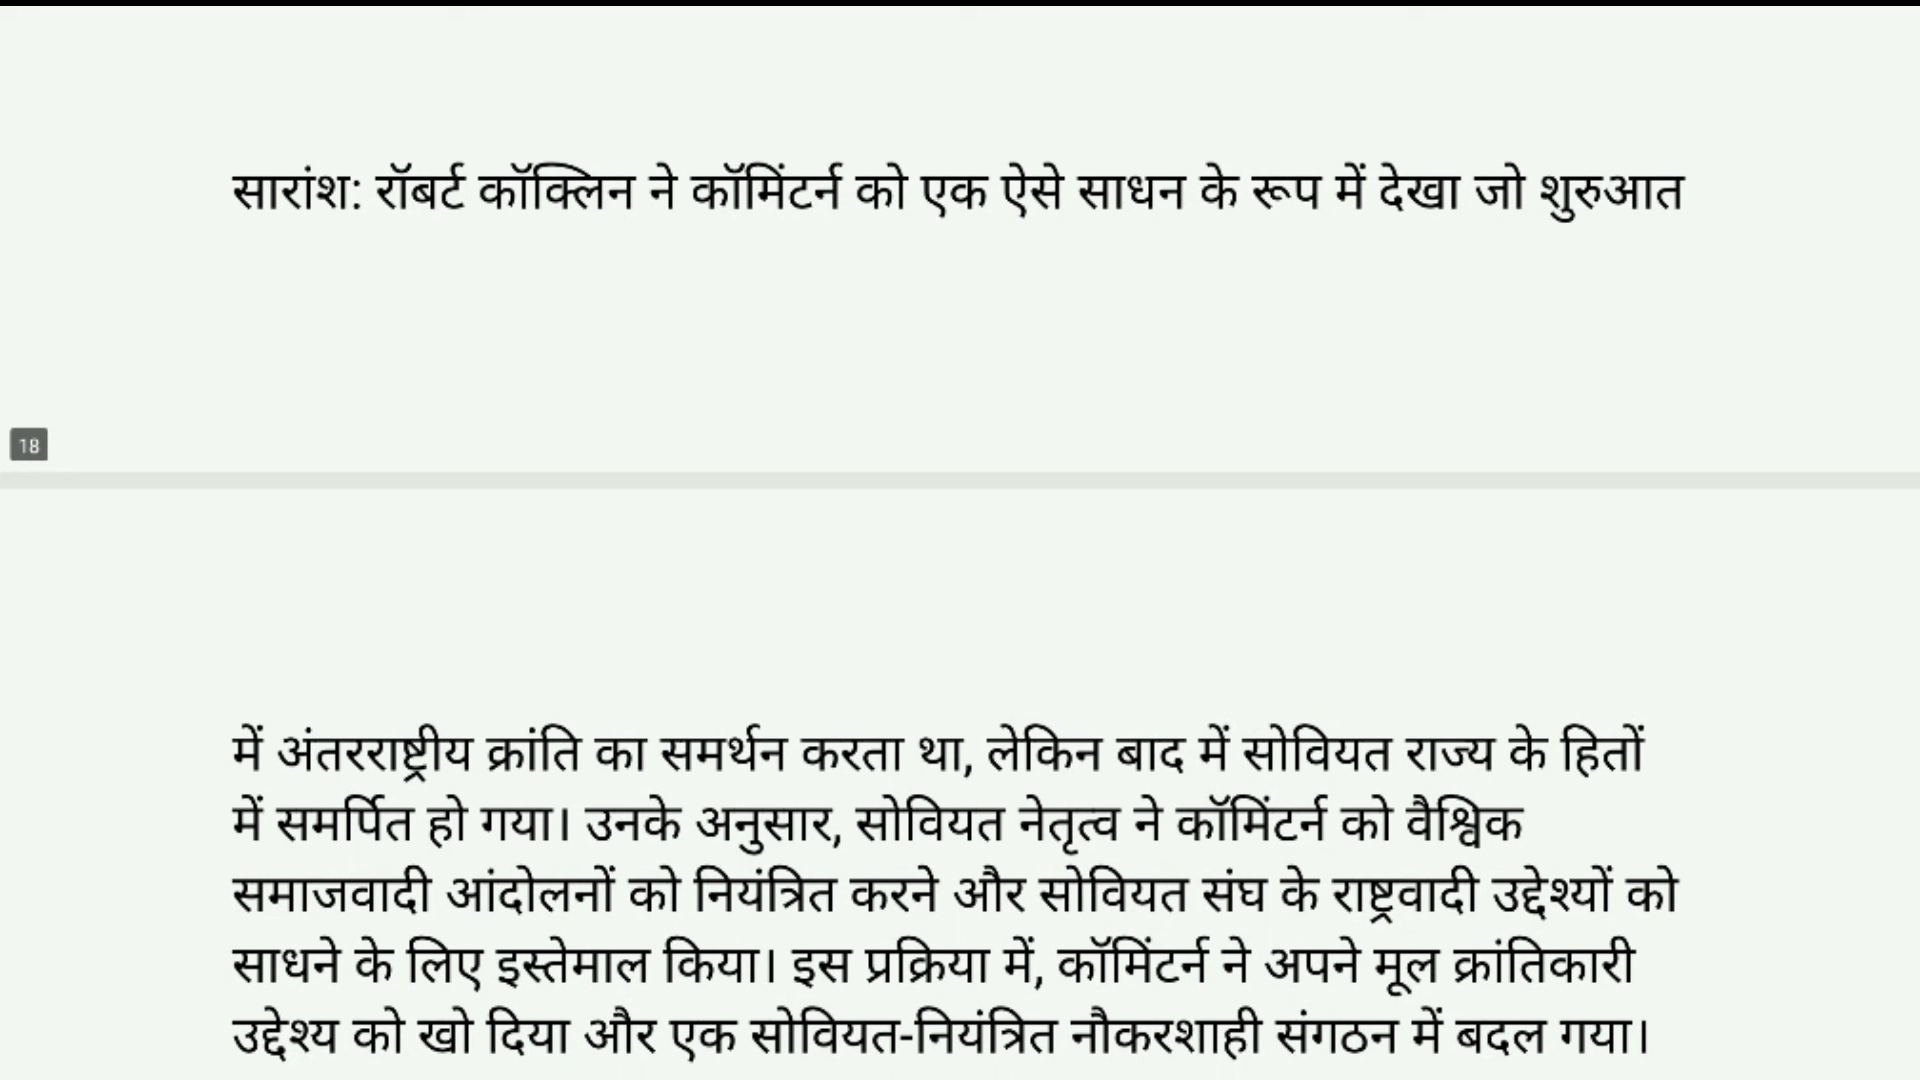 सारांश: रॉबर्ट कॉक्लिन ने कॉमिंटर्न को एक ऐसे साधन के रूप में देखा जो शुरुआत
18
में अंतरराष्ट्रीय क्रांति का समर्थन करता था, लेकिन बाद में सोवियत राज्य के हितों
में समर्पित हो गया। उनके अनुसार, सोवियत नेतृत्व ने कॉमिंटर्न को वैश्विक
समाजवादी आंदोलनों को नियंत्रित करने और सोवियत संघ के राष्ट्रवादी उद्देश्यों को
साधने के लिए इस्तेमाल किया। इस प्रक्रिया में, कॉमिंटर्न ने अपने मूल क्रांतिकारी
उद्देश्य को खो दिया और एक सोवियत-नियंत्रित नौकरशाही संगठन में बदल गया।